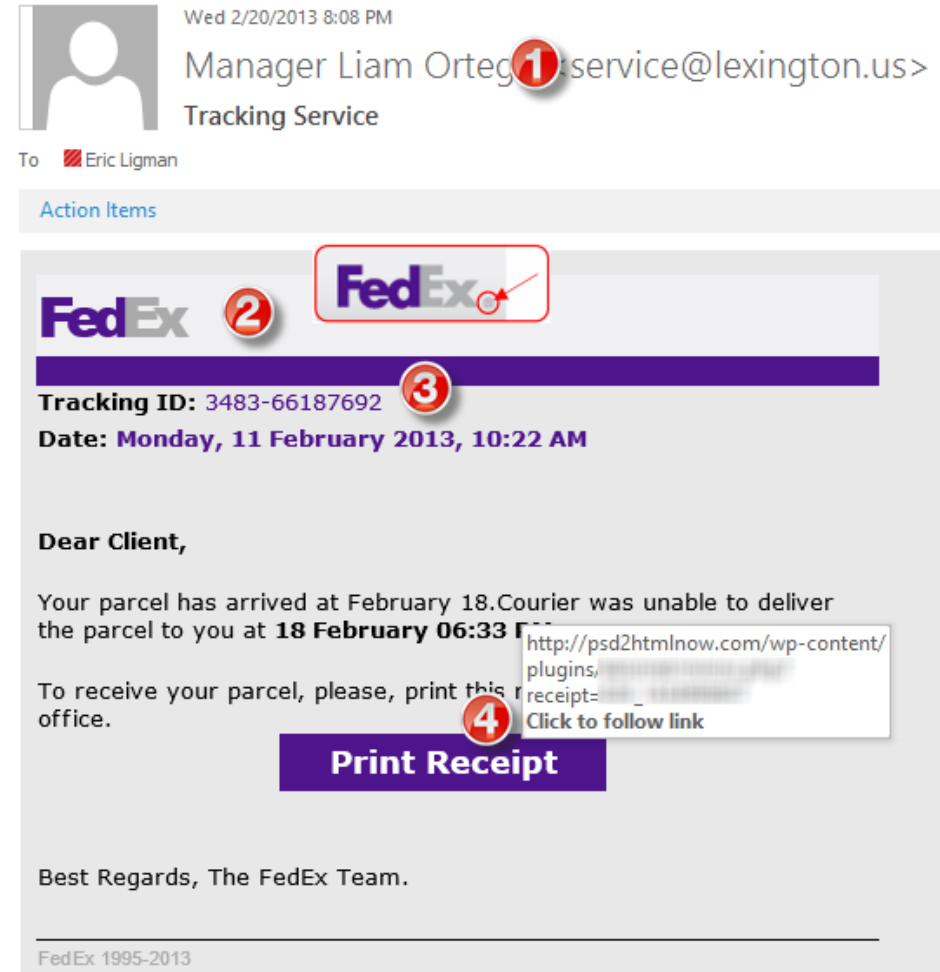 Wed 2/20/2013 8:08 PM
Manager Liam Orteg 1 service@lexington.us>
Tracking Service
To Eric Ligman
Action Items
FedEx 2 FedEx
3
Tracking ID: 3483-66187692
Date: Monday, 11 February 2013, 10:22 AM
Dear Client,
Your parcel has arrived at February 18.Courier was unable to deliver
the parcel to you at 18 February 06:33
http://psd2htmlnow.com/wp-content/
plugins/
receipt=
Click to follow link
To receive your parcel, please, print this
office.
4
Print Receipt
Best Regards, The FedEx Team.
FedEx 1995-2013